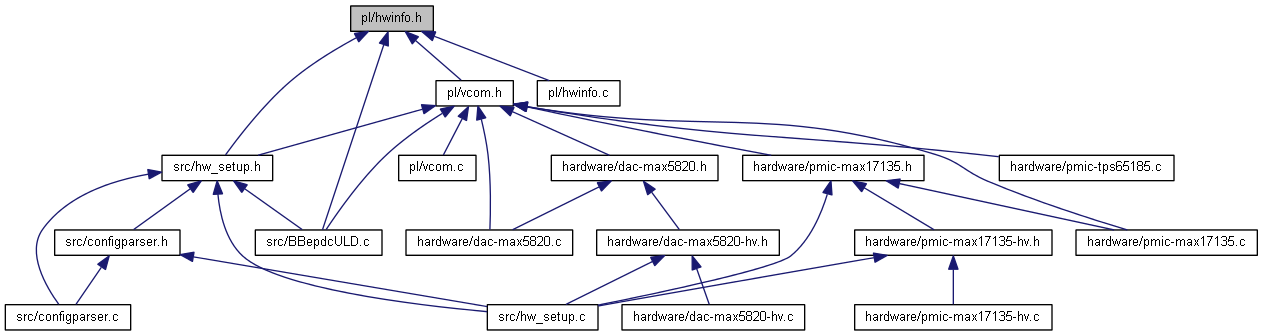 pl/hwinfo.h
pl/vcom.h
pl/hwinfo.c
src/hw_setup.h
pl/vcom.c
hardware/dac-max5820.h
hardware/pmic-max17135.h
hardware/pmic-tps65185.c
src/configparser.h
src/BBepdcULD.c
hardware/dac-max5820.c
hardware/dac-max5820-hv.h
hardware/pmic-max17135-hv.h
hardware/pmic-max17135.c
src/configparser.c
src/hw_setup.c
hardware/dac-max5820-hv.c
hardware/pmic-max17135-hv.c